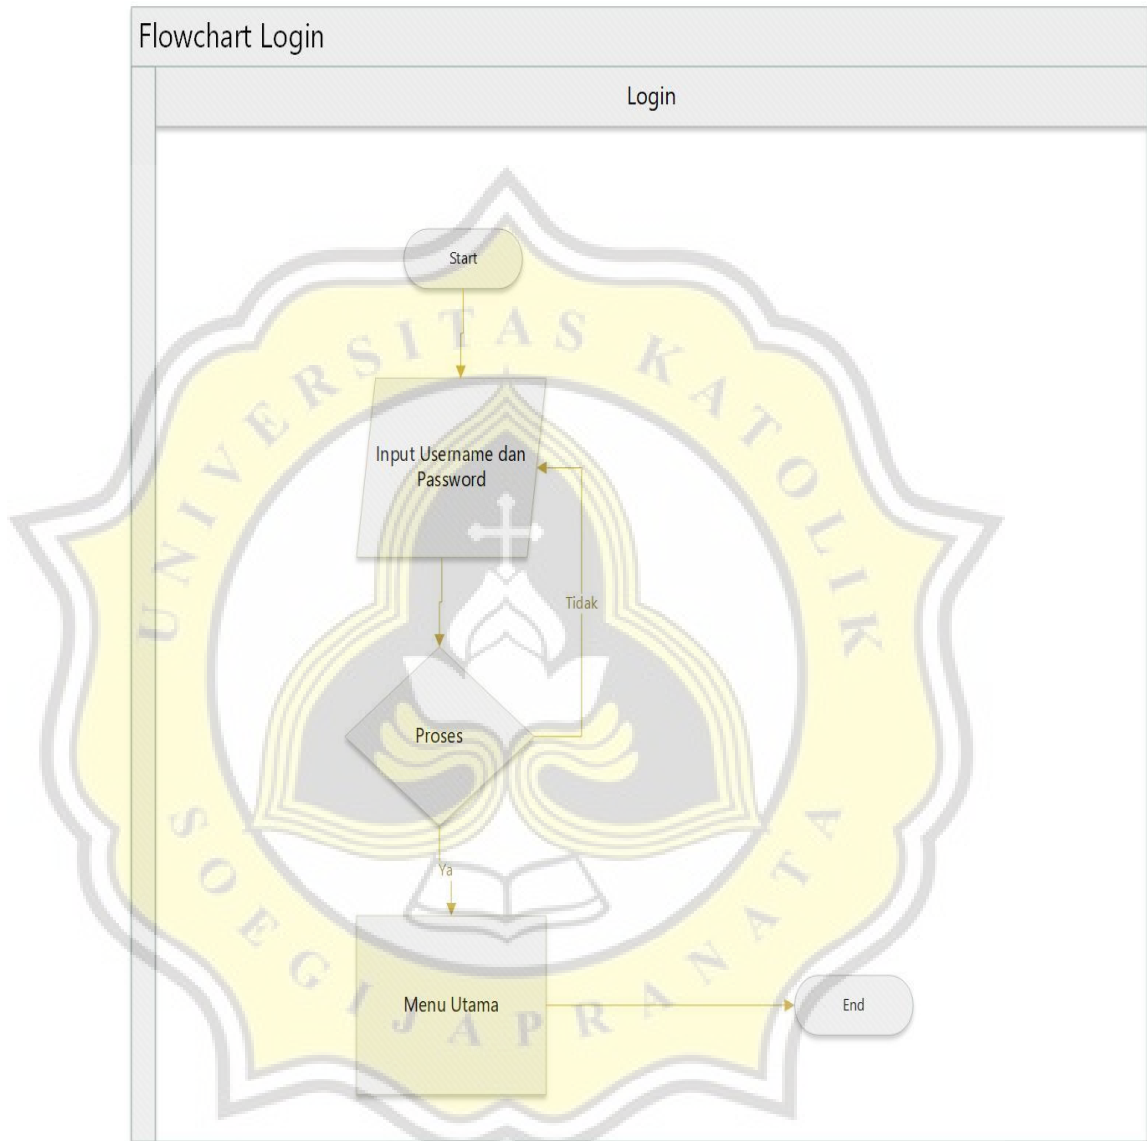 Flowchart Login
Login
Start
UNIVERSITAS KATOLIK
Input Username dan
Password
Tidak
Proses
Ya
Menu Utama
End
SOEGIJAPRANATA